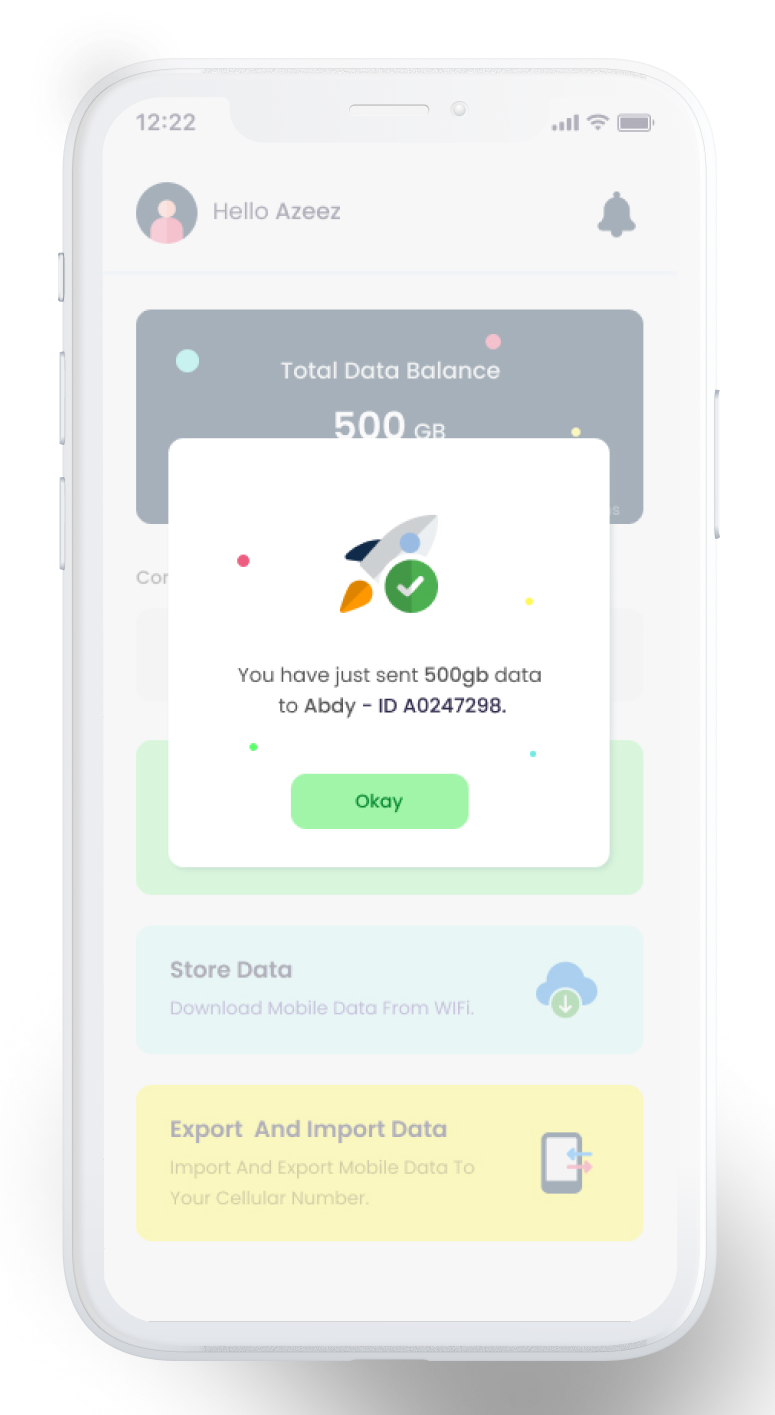 12:22
Hello Azeez
Total Data Balance
500 GB
You have just sent 500gb data
to Abdy - ID A0247298.
Okay
Store Data
Download Mobile Data From WIFi.
Export And Import Data
Import And Export Mobile Data To
Your Cellular Number.